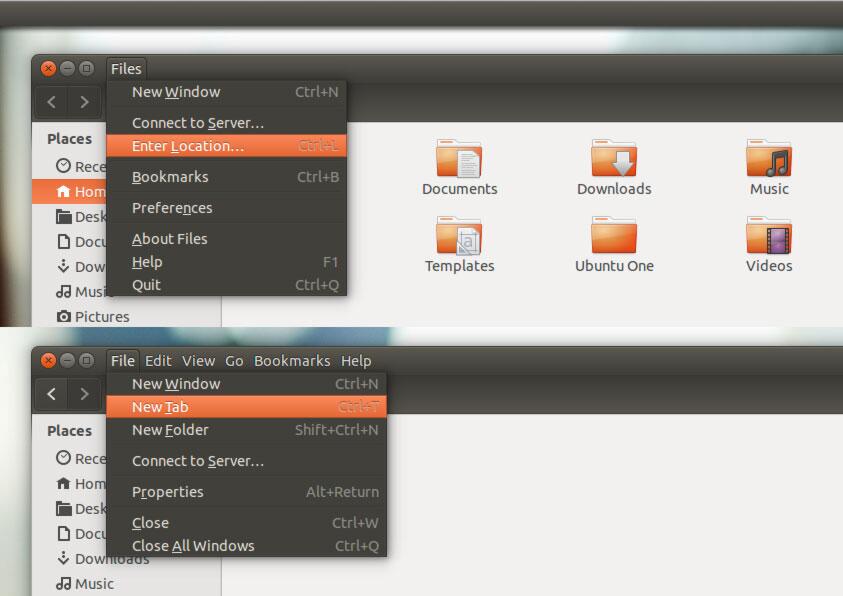 Files
New Window Ctrl+N
Connect to Server...
Enter Location... Ctrl+L
Bookmarks Ctrl+B
Preferences
About Files
Help F1
Quit Ctrl+Q
Places
Rece
Hom
Desk
Docu
Dow
Musi
Pictures
Documents Downloads Music
Templates Ubuntu One Videos
File Edit View Go Bookmarks Help
New Window Ctrl+N
New Tab Ctrl+T
New Folder Shift+Ctrl+N
Connect to Server...
Properties Alt+Return
Close Ctrl+W
Close All Windows Ctrl+Q
Places
Rece
Hom
Desk
Docu
Downloads
Music